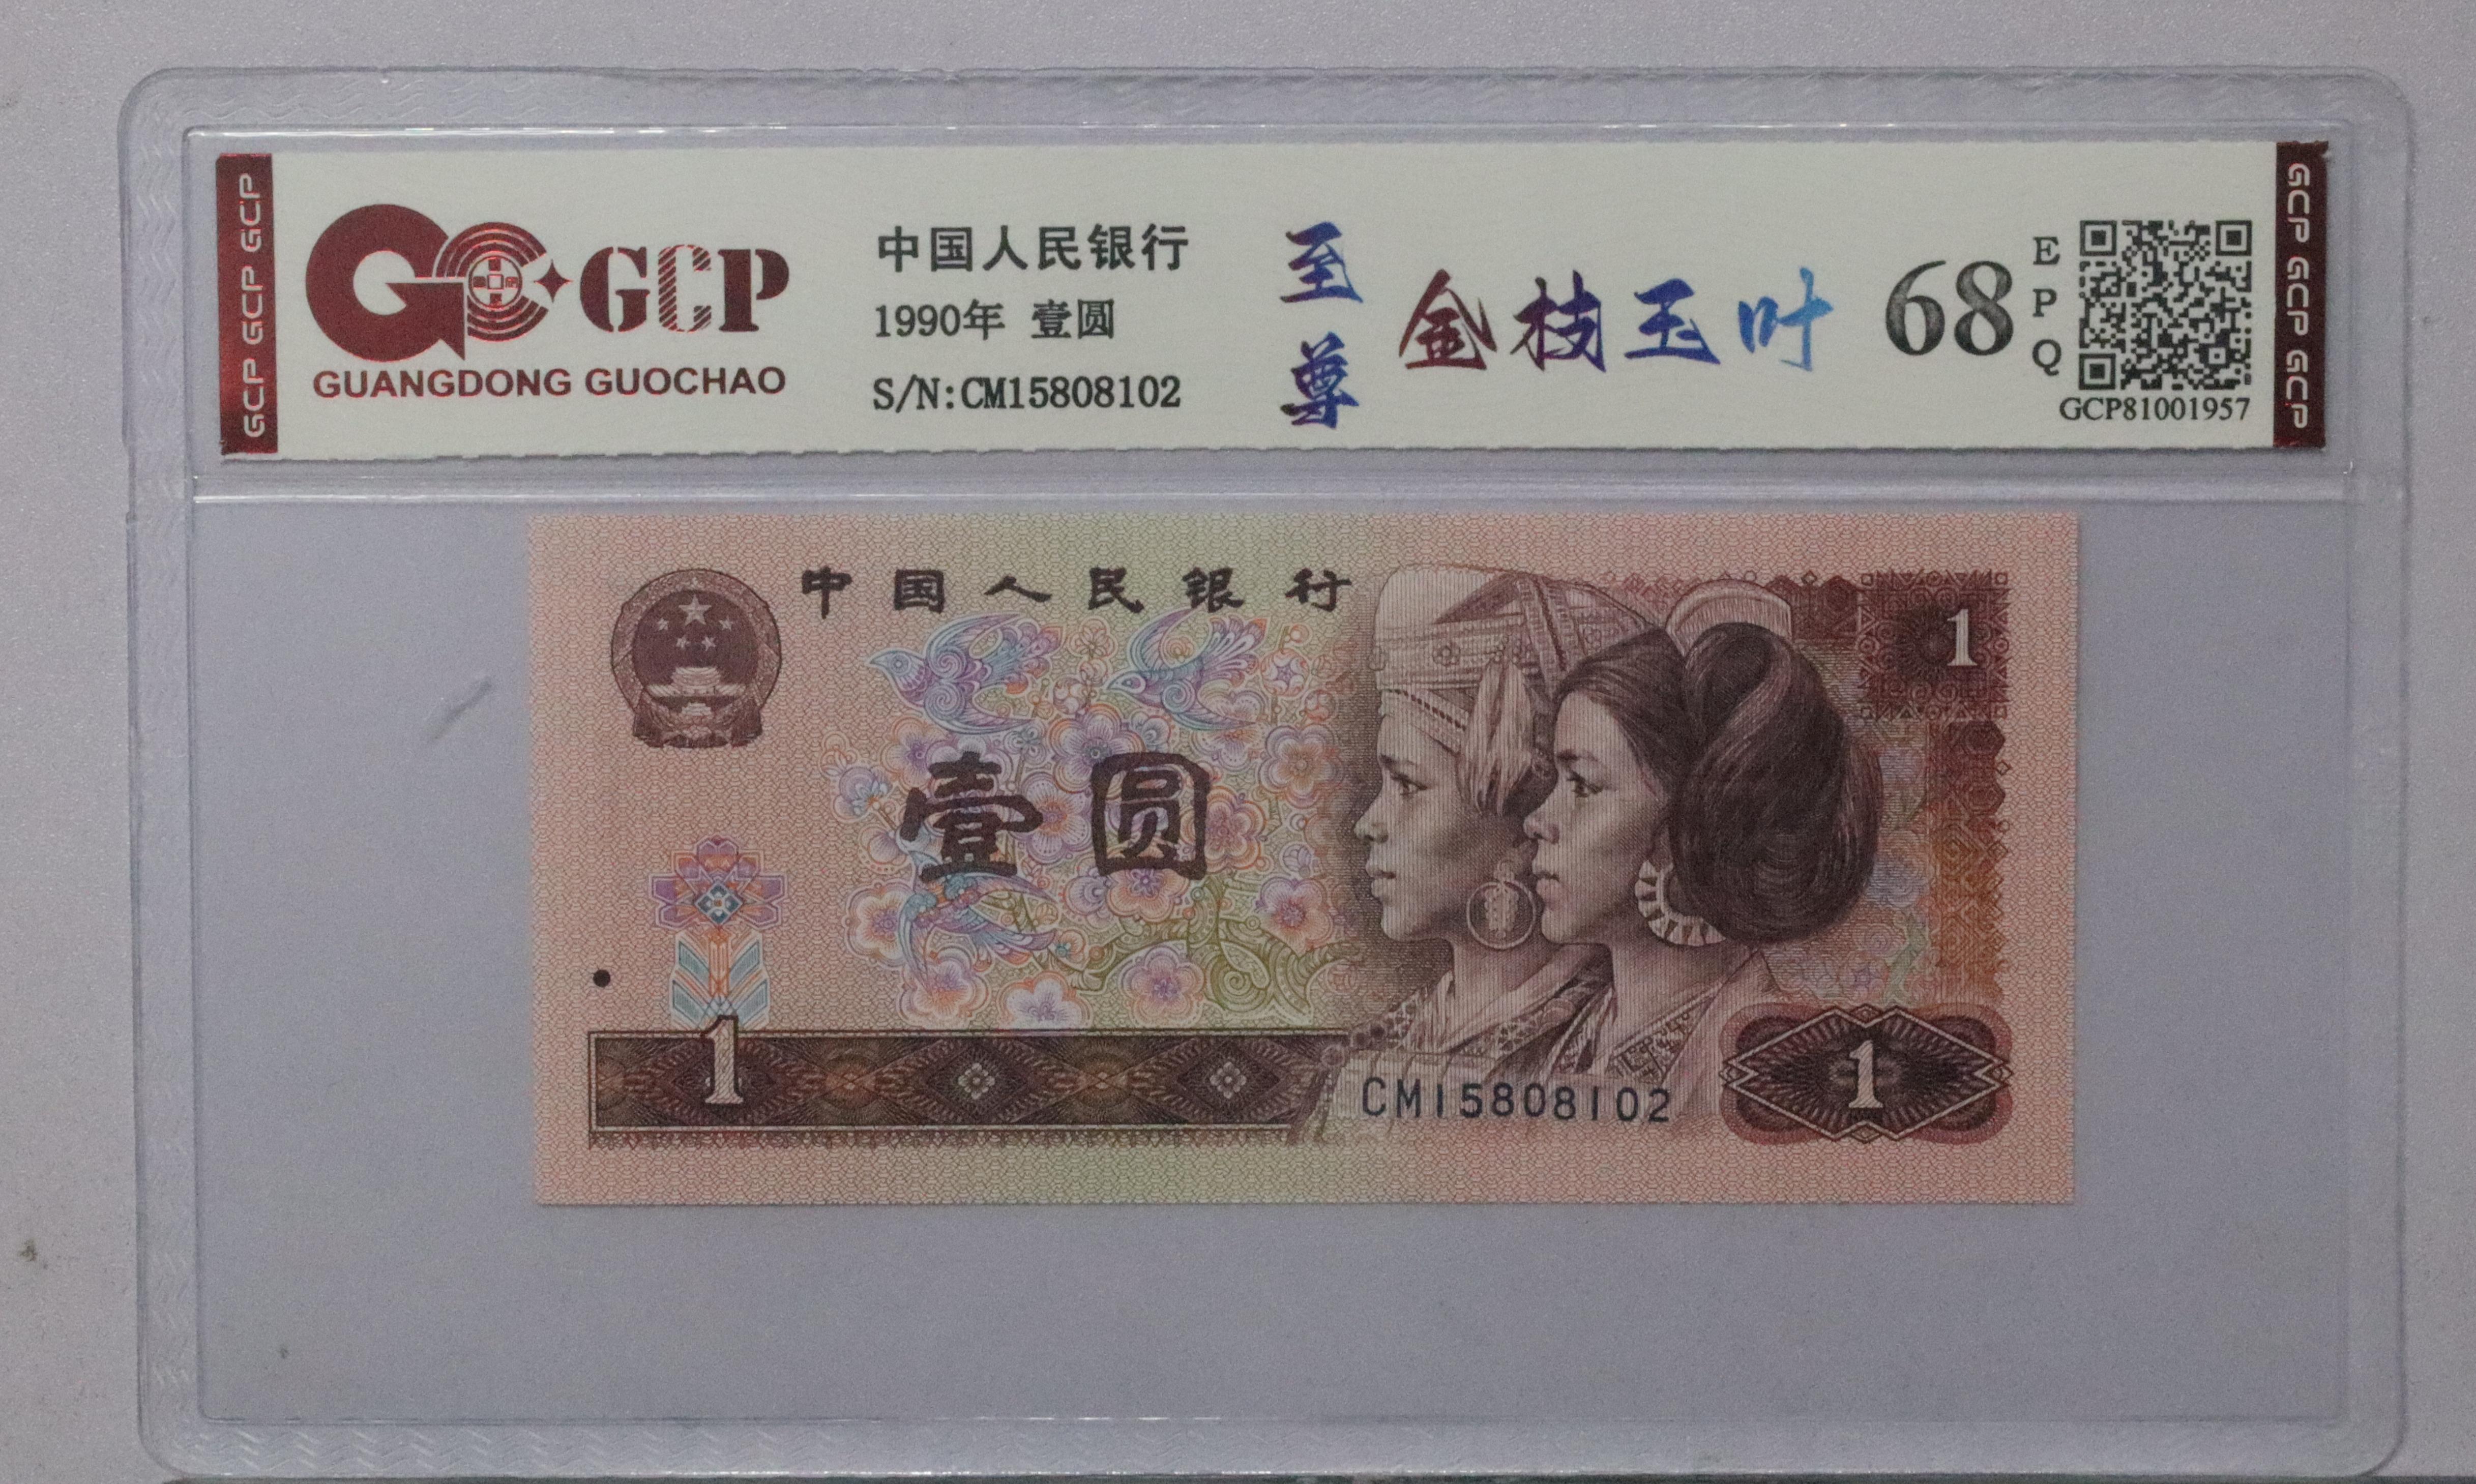 GCP GCP GCP
GCP
GUANGDONG GUOCHAO
中国人民银行
1990年 壹圆
S/N:CM15808102
至尊
金枝玉叶
68
EPQ
GCP81001957
GCP GCP GCP
中国人民银行
1
壹圆
1
CM15808102
1